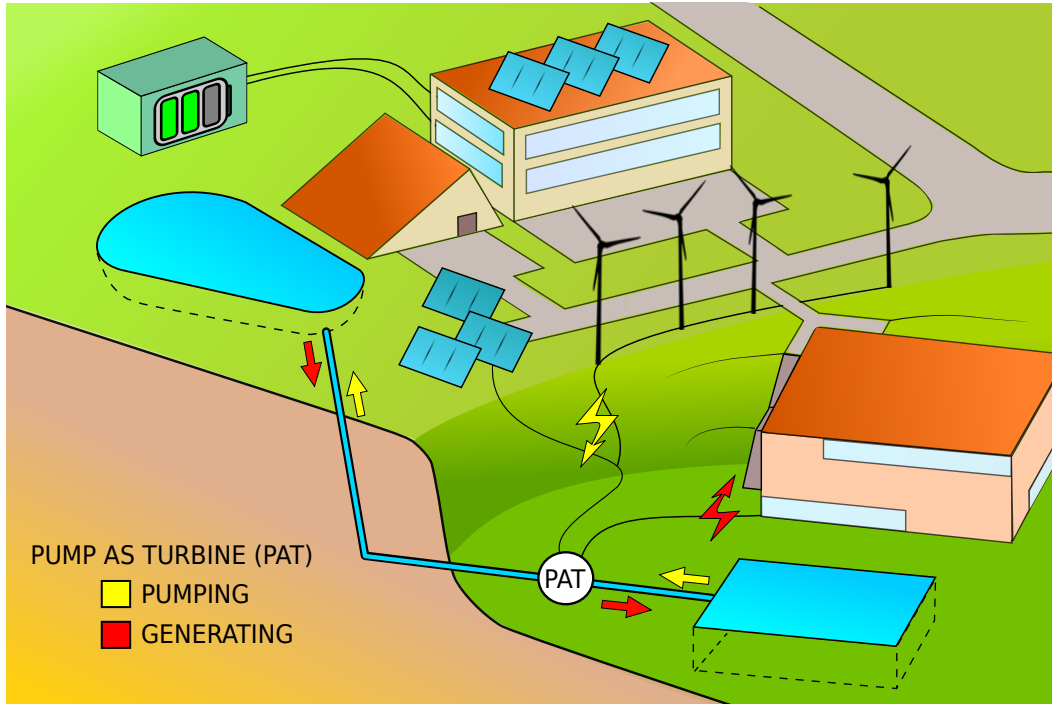 PUMP AS TURBINE (PAT)
PUMPING
GENERATING
PAT